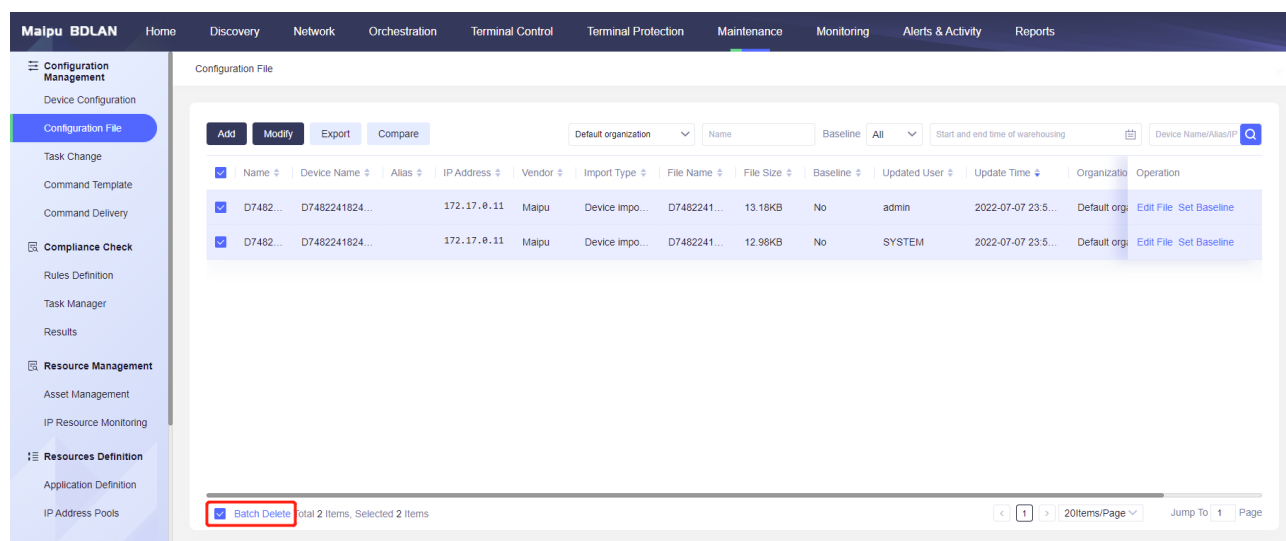 Maipu BDLAN Home Discovery Network Orchestration Terminal Control Terminal Protection Maintenance Monitoring Alerts & Activity Reports
Configuration
Management
Device Configuration
Configuration File
Task Change
Command Template
Command Delivery
Compliance Check
Rules Definition
Task Manager
Results
Resource Management
Asset Management
IP Resource Monitoring
Resources Definition
Application Definition
IP Address Pools
Configuration File
Add Modify Export Compare Default organization Name Baseline All Start and end time of warehousing Device Name/Alias/IP
Name Device Name Alias IP Address Vendor Import Type File Name File Size Baseline Updated User Update Time Organizatio Operation
D7482... D7482241824... 172.17.0.11 Maipu Device impo... D7482241... 13.18KB No admin 2022-07-07 23:5... Default orga Edit File Set Baseline
D7482... D7482241824... 172.17.0.11 Maipu Device impo... D7482241... 12.98KB No SYSTEM 2022-07-07 23:5... Default orga Edit File Set Baseline
Batch Delete Total 2 Items, Selected 2 Items < 1 > 20Items/Page Jump To 1 Page